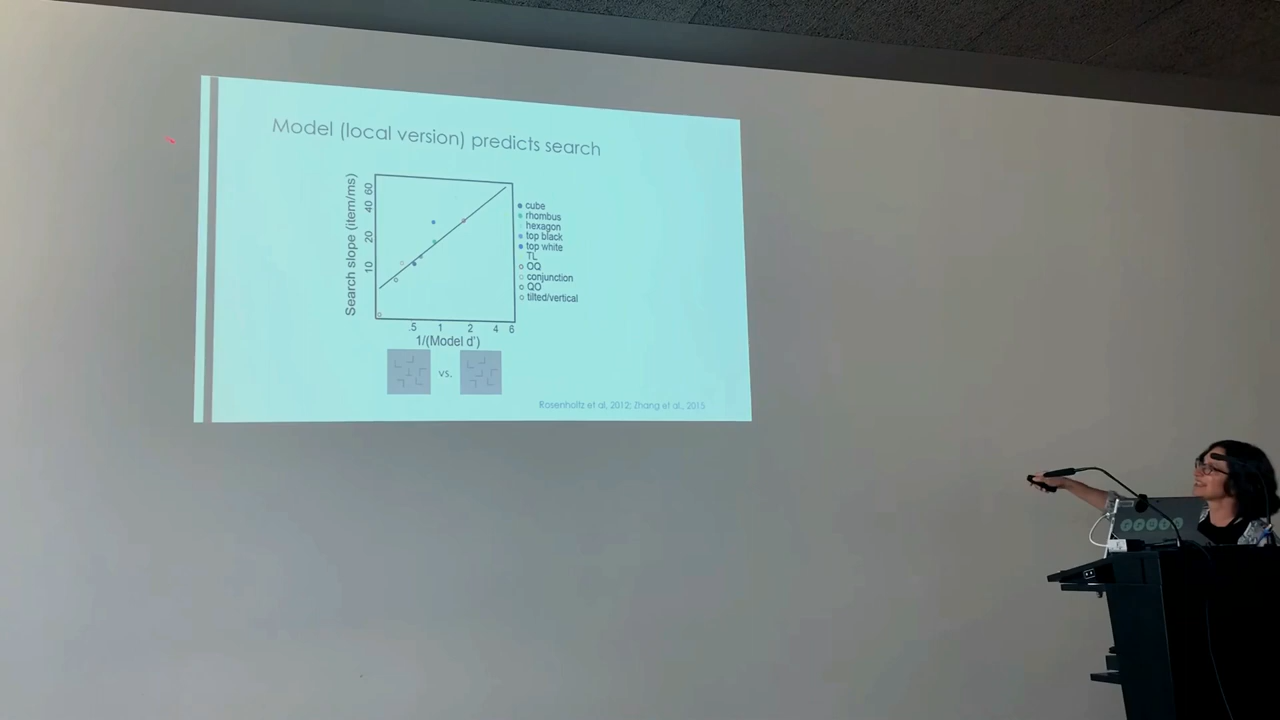 Model (local version) predicts search
Search slope (item/ms)
60
40
20
10
.5 1 2 4 6
1/(Model d')
cube
rhombus
hexagon
top black
top white
TL
OQ
conjunction
QO
tilted/vertical
vs.
Rosenholtz et al, 2012; Zhang et al., 2015